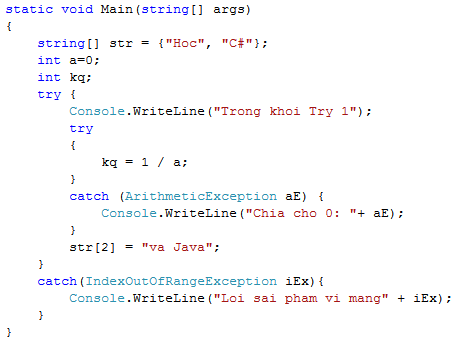 static void Main(string[] args)
{
    string[] str = {"Hoc", "C#"};
    int a=0;
    int kq;
    try {
        Console.WriteLine("Trong khoi Try 1");
        try
        {
            kq = 1 / a;
        }
        catch (ArithmeticException aE) {
            Console.WriteLine("Chia cho 0: "+ aE);
        }
        str[2] = "va Java";
    }
    catch(IndexOutOfRangeException iEx){
        Console.WriteLine("Loi sai pham vi mang" + iEx);
    }
}